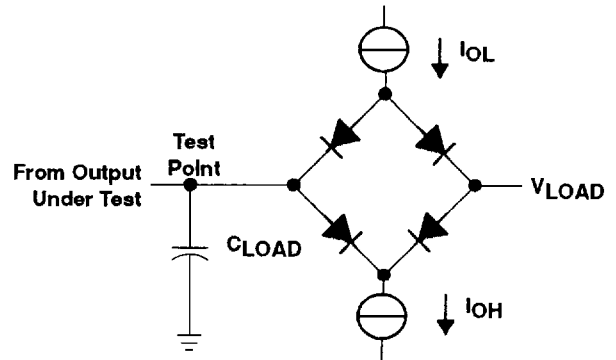 IOL
Test
Point
From Output
Under Test
VLOAD
CLOAD
IOH